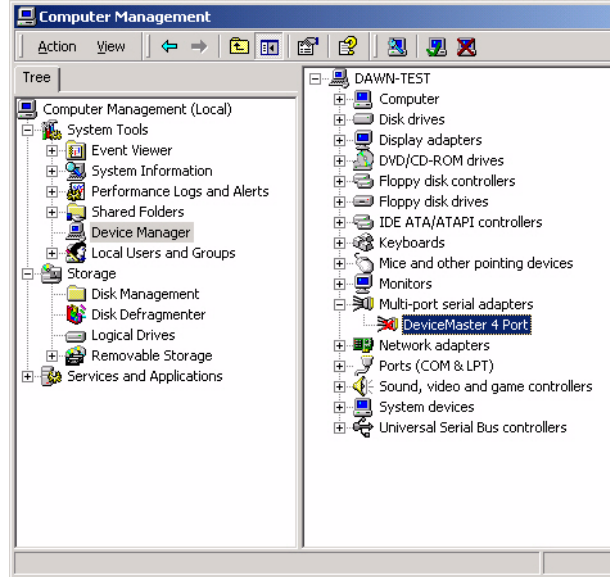 Computer Management
Action View
Tree
Computer Management (Local)
System Tools
Event Viewer
System Information
Performance Logs and Alerts
Shared Folders
Device Manager
Local Users and Groups
Storage
Disk Management
Disk Defragmenter
Logical Drives
Removable Storage
Services and Applications
DAWN-TEST
Computer
Disk drives
Display adapters
DVD/CD-ROM drives
Floppy disk controllers
Floppy disk drives
IDE ATA/ATAPI controllers
Keyboards
Mice and other pointing devices
Monitors
Multi-port serial adapters
DeviceMaster 4 Port
Network adapters
Ports (COM & LPT)
Sound, video and game controllers
System devices
Universal Serial Bus controllers